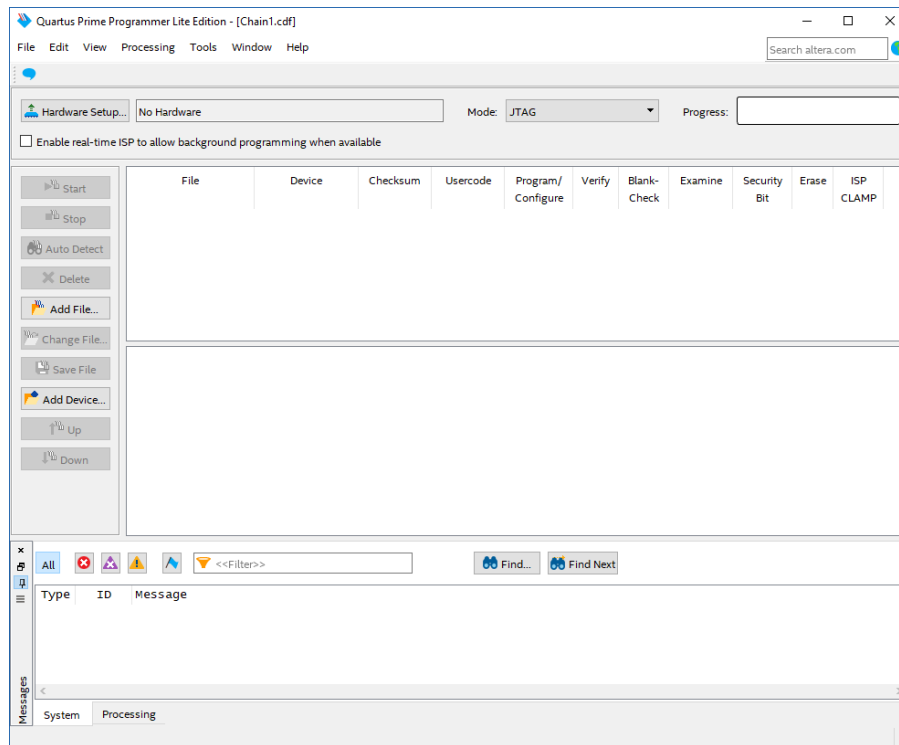 Quartus Prime Programmer Lite Edition - [Chain1.cdf]
File Edit View Processing Tools Window Help
Search altera.com
Hardware Setup... No Hardware Mode: JTAG Progress:
Enable real-time ISP to allow background programming when available
File Device Checksum Usercode Program/ Verify Blank- Examine Security Erase ISP
Configure Check Bit CLAMP
Start
Stop
Auto Detect
Delete
Add File...
Change File...
Save File
Add Device...
Up
Down
All <<Filter>> Find... Find Next
Type ID Message
Messages
System Processing